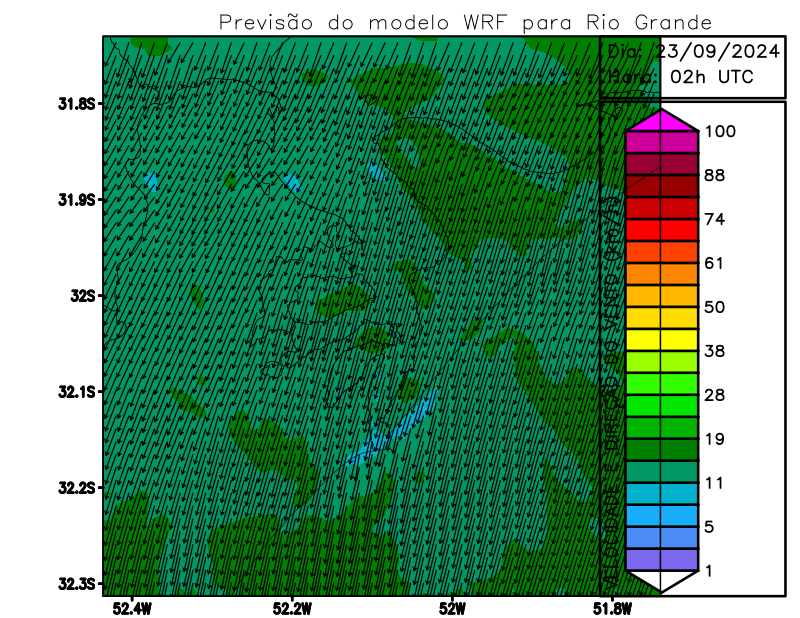 Previsão do modelo WRF para Rio Grande
Dia: 23/09/2024
Hora: 02h UTC
31.8S
31.9S
32S
32.1S
32.2S
32.3S
52.4W
52.2W
52W
51.8W
VELOCIDADE E DIREÇÃO DO VENTO (km/h)
100
88
74
61
50
38
28
19
11
5
1